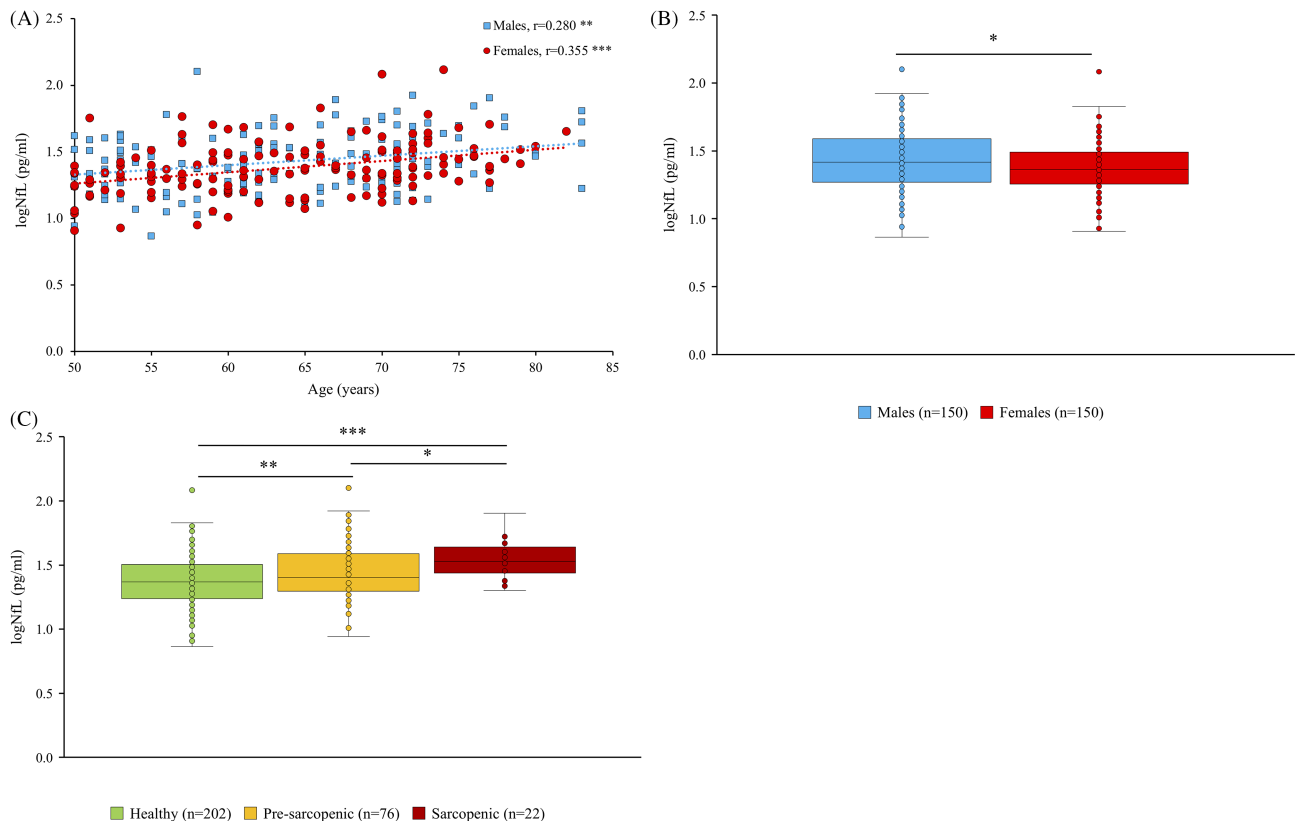 (A)
2.5
2.0
1.5
1.0
0.5
0.0
logNfL (pg/ml)
50 55 60 65 70 75 80 85
Age (years)
Males, r=0.280 **
Females, r=0.355 ***
(B)
2.5
2.0
1.5
1.0
0.5
0.0
logNfL (pg/ml)
*
Males (n=150) Females (n=150)
(C)
2.5
2.0
1.5
1.0
0.5
0.0
logNfL (pg/ml)
***
** *
Healthy (n=202) Pre-sarcopenic (n=76) Sarcopenic (n=22)